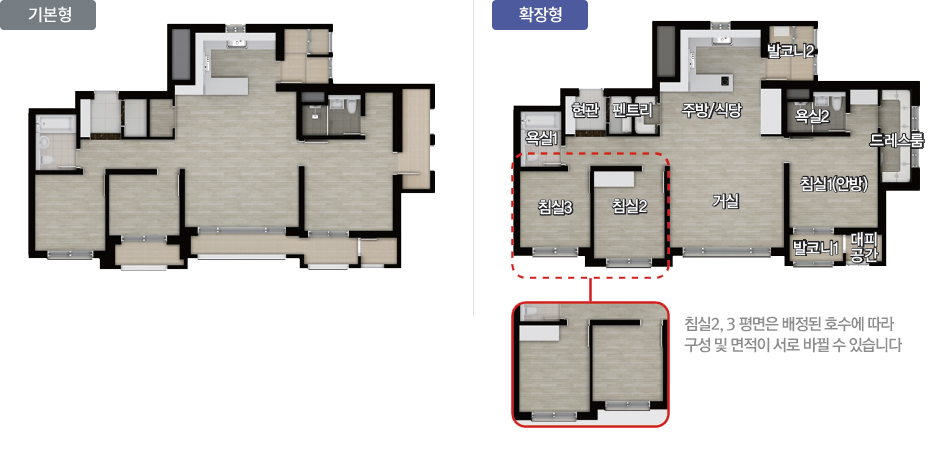 기본형
확장형
발코니2
현관
펜트리
주방/식당
욕실2
욕실1
드레스룸
침실3
침실2
거실
침실1(안방)
발코니1
대피
공간
침실2, 3 평면은 배정된 호수에 따라
구성 및 면적이 서로 바뀔 수 있습니다